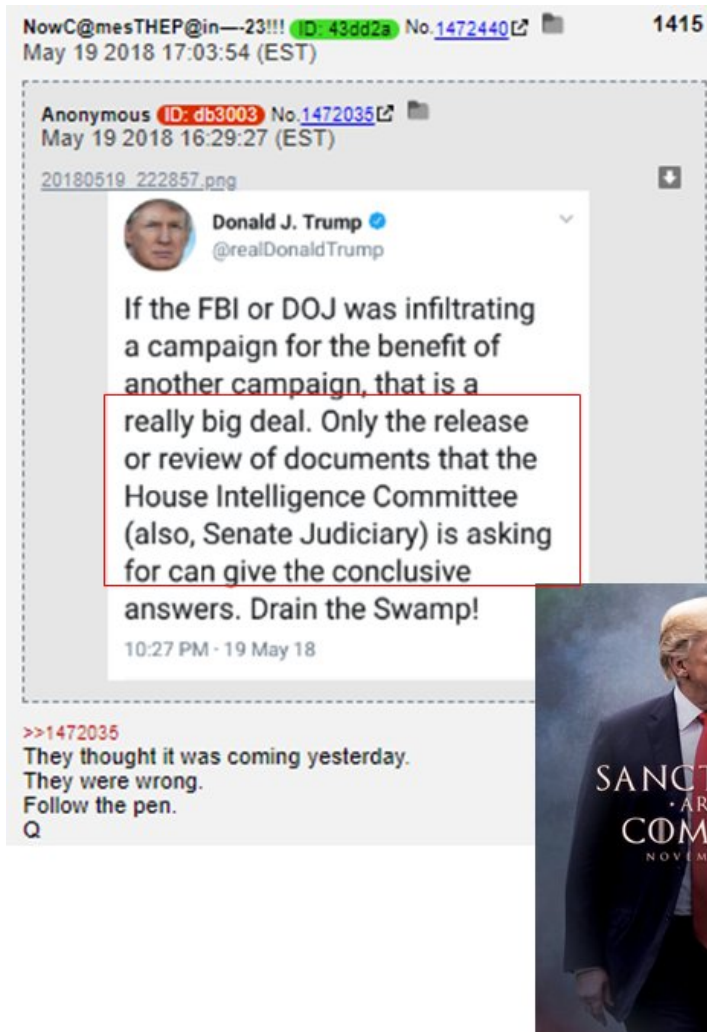 NowC@mesTHEP@in—-23!!! ID: 43dd2a No.1472440 1415
May 19 2018 17:03:54 (EST)
Anonymous ID: db3003 No.1472035
May 19 2018 16:29:27 (EST)
20180519_222857.png
Donald J. Trump
@realDonaldTrump
If the FBI or DOJ was infiltrating
a campaign for the benefit of
another campaign, that is a
really big deal. Only the release
or review of documents that the
House Intelligence Committee
(also, Senate Judiciary) is asking
for can give the conclusive
answers. Drain the Swamp!
10:27 PM - 19 May 18
>>1472035
They thought it was coming yesterday.
They were wrong.
Follow the pen.
Q
SANCT
· AR
COM
NOVEM